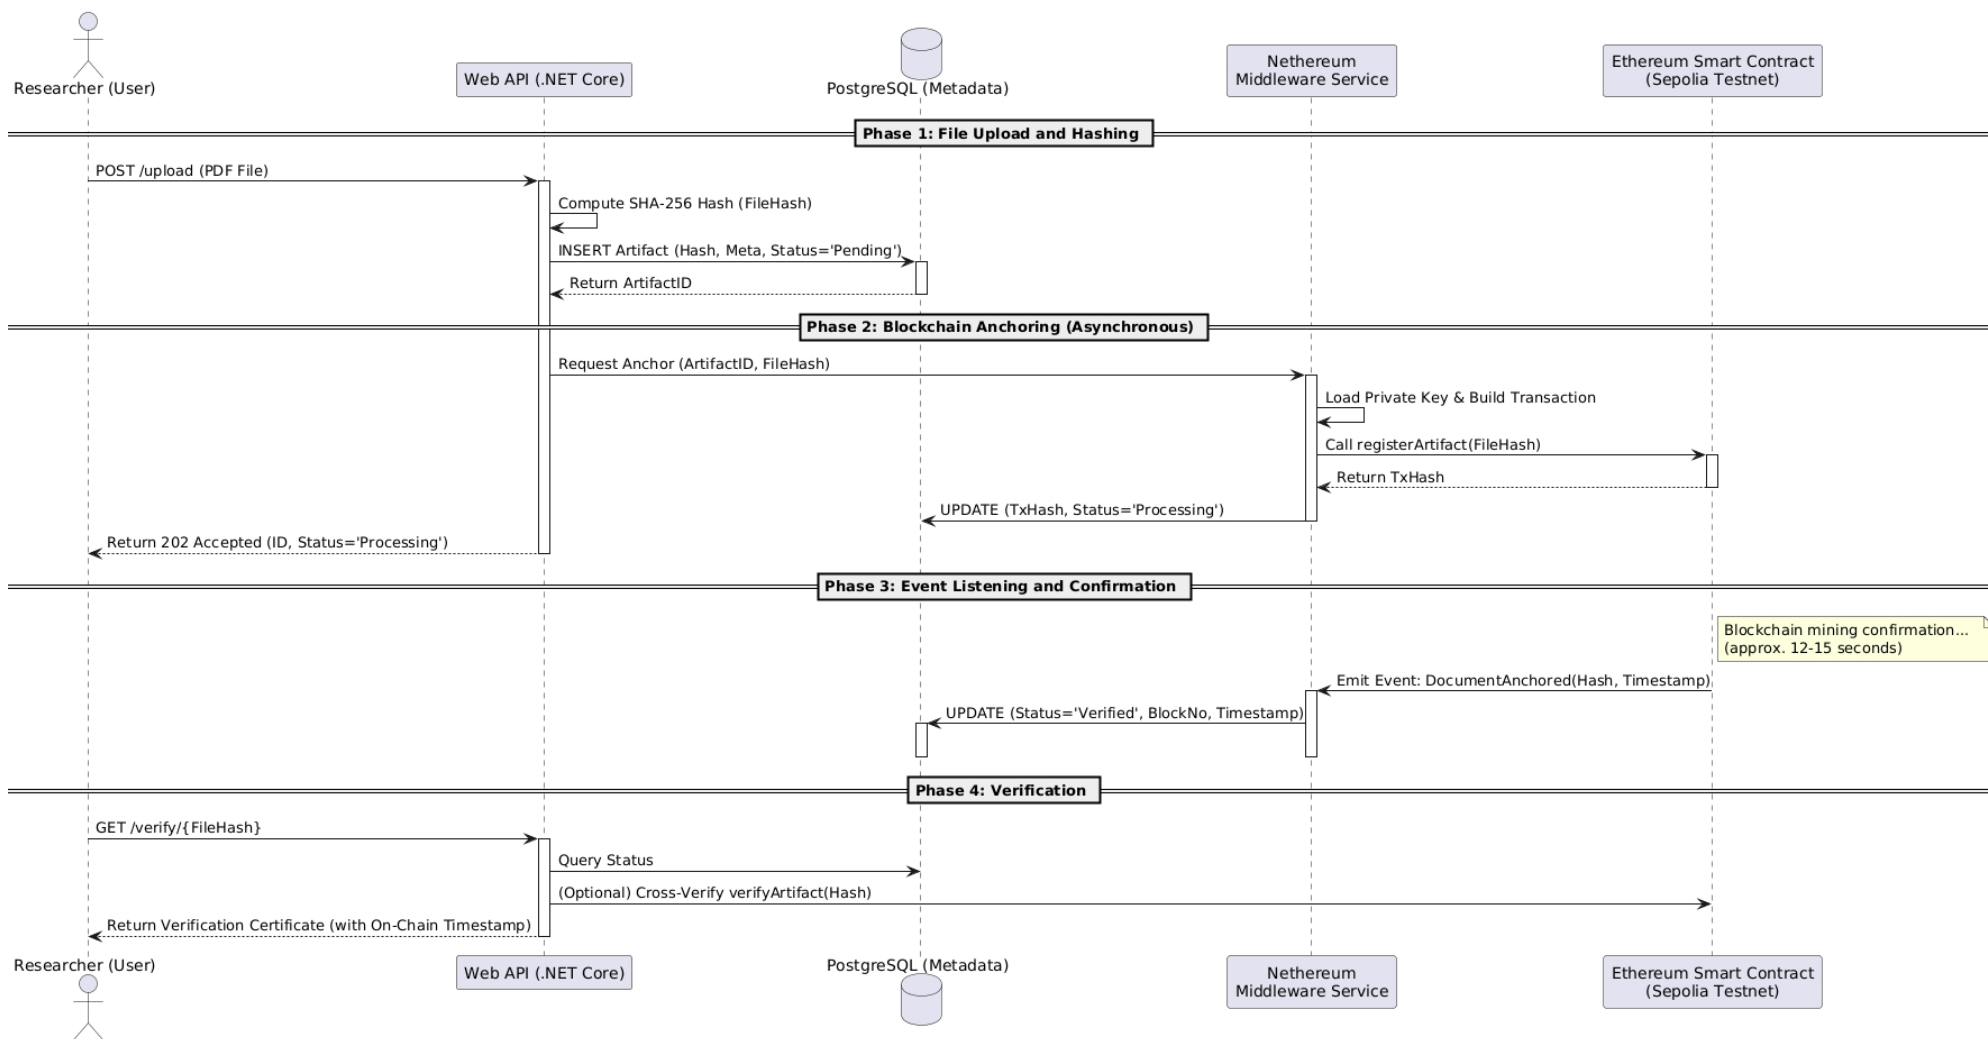 Researcher (User)
Web API (.NET Core)
PostgreSQL (Metadata)
Nethereum
Middleware Service
Ethereum Smart Contract
(Sepolia Testnet)
Phase 1: File Upload and Hashing
POST /upload (PDF File)
Compute SHA-256 Hash (FileHash)
INSERT Artifact (Hash, Meta, Status='Pending')
Return ArtifactID
Phase 2: Blockchain Anchoring (Asynchronous)
Request Anchor (ArtifactID, FileHash)
Load Private Key & Build Transaction
Call registerArtifact(FileHash)
Return TxHash
UPDATE (TxHash, Status='Processing')
Return 202 Accepted (ID, Status='Processing')
Phase 3: Event Listening and Confirmation
Blockchain mining confirmation...
(approx. 12-15 seconds)
Emit Event: DocumentAnchored(Hash, Timestamp)
UPDATE (Status='Verified', BlockNo, Timestamp)
Phase 4: Verification
GET /verify/{FileHash}
Query Status
(Optional) Cross-Verify verifyArtifact(Hash)
Return Verification Certificate (with On-Chain Timestamp)
Researcher (User)
Web API (.NET Core)
PostgreSQL (Metadata)
Nethereum
Middleware Service
Ethereum Smart Contract
(Sepolia Testnet)